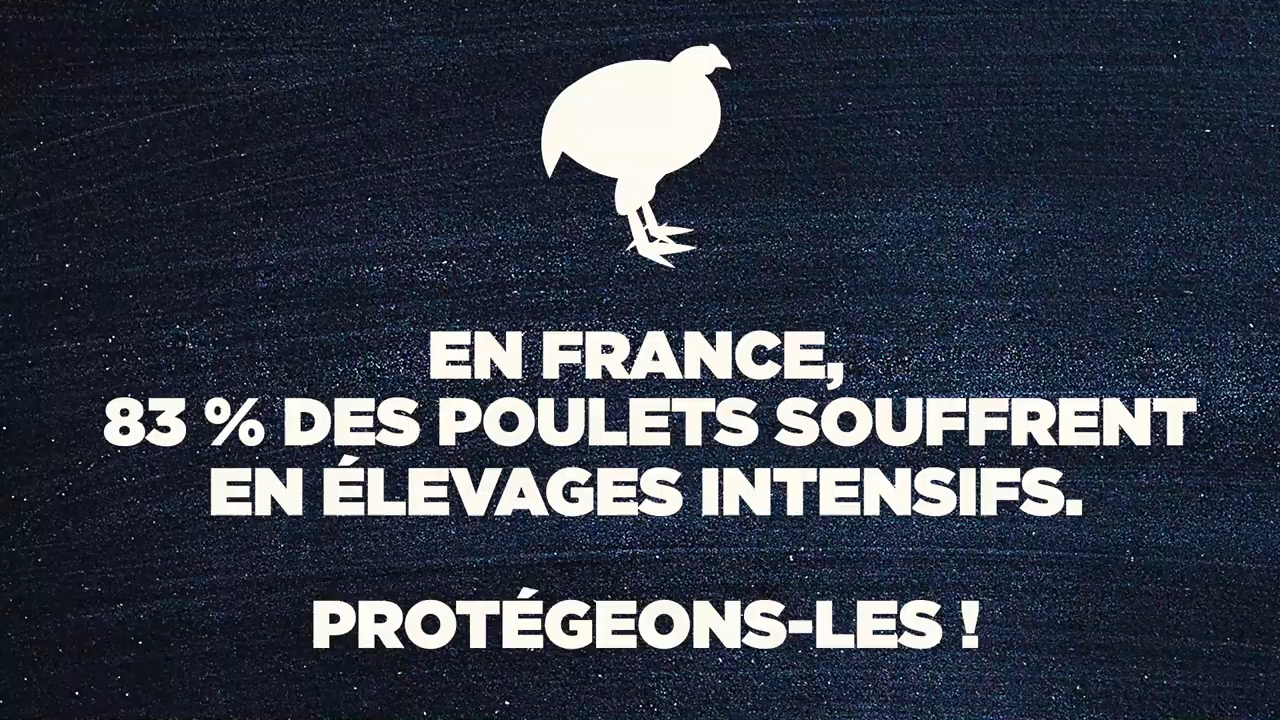 EN FRANCE,
83 % DES POULETS SOUFFRENT
EN ÉLEVAGES INTENSIFS.
PROTÉGEONS-LES !